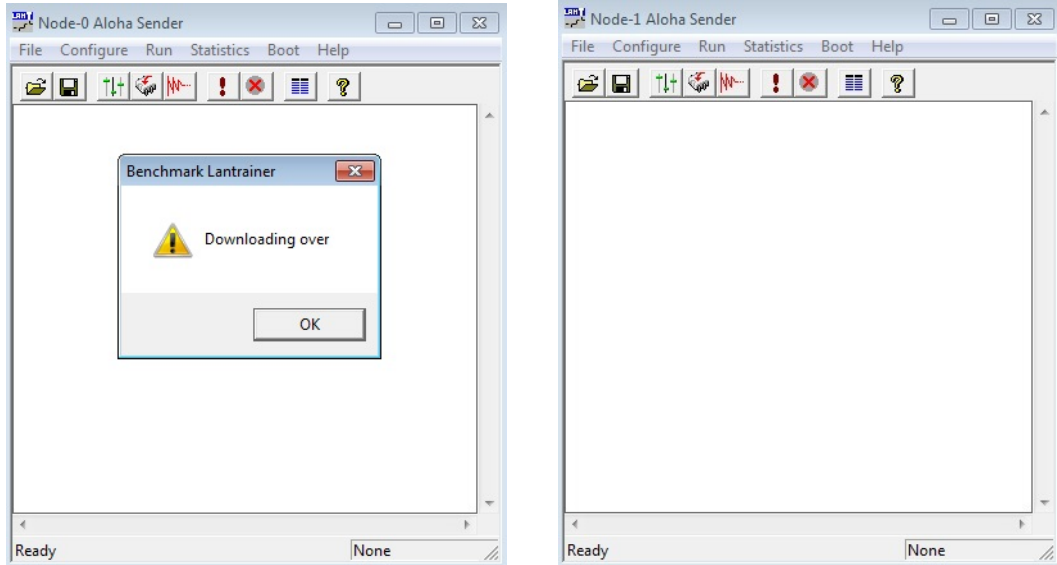 Node-0 Aloha Sender
File Configure Run Statistics Boot Help
Benchmark Lantrainer
Downloading over
OK
Ready None
Node-1 Aloha Sender
File Configure Run Statistics Boot Help
Ready None